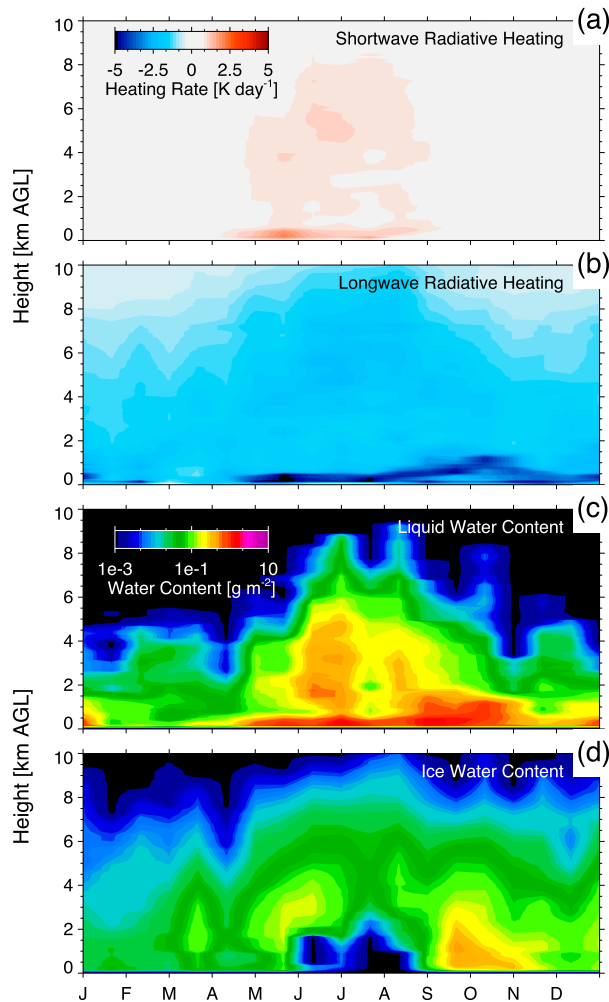 (a)
Shortwave Radiative Heating
-5 -2.5 0 2.5 5
Heating Rate [K day-1]
10
8
6
4
2
0
Height [km AGL]
(b)
Longwave Radiative Heating
10
8
6
4
2
0
(c)
Liquid Water Content
1e-3 1e-1 10
Water Content [g m-2]
10
8
6
4
2
0
Height [km AGL]
(d)
Ice Water Content
10
8
6
4
2
0
J F M A M J J A S O N D